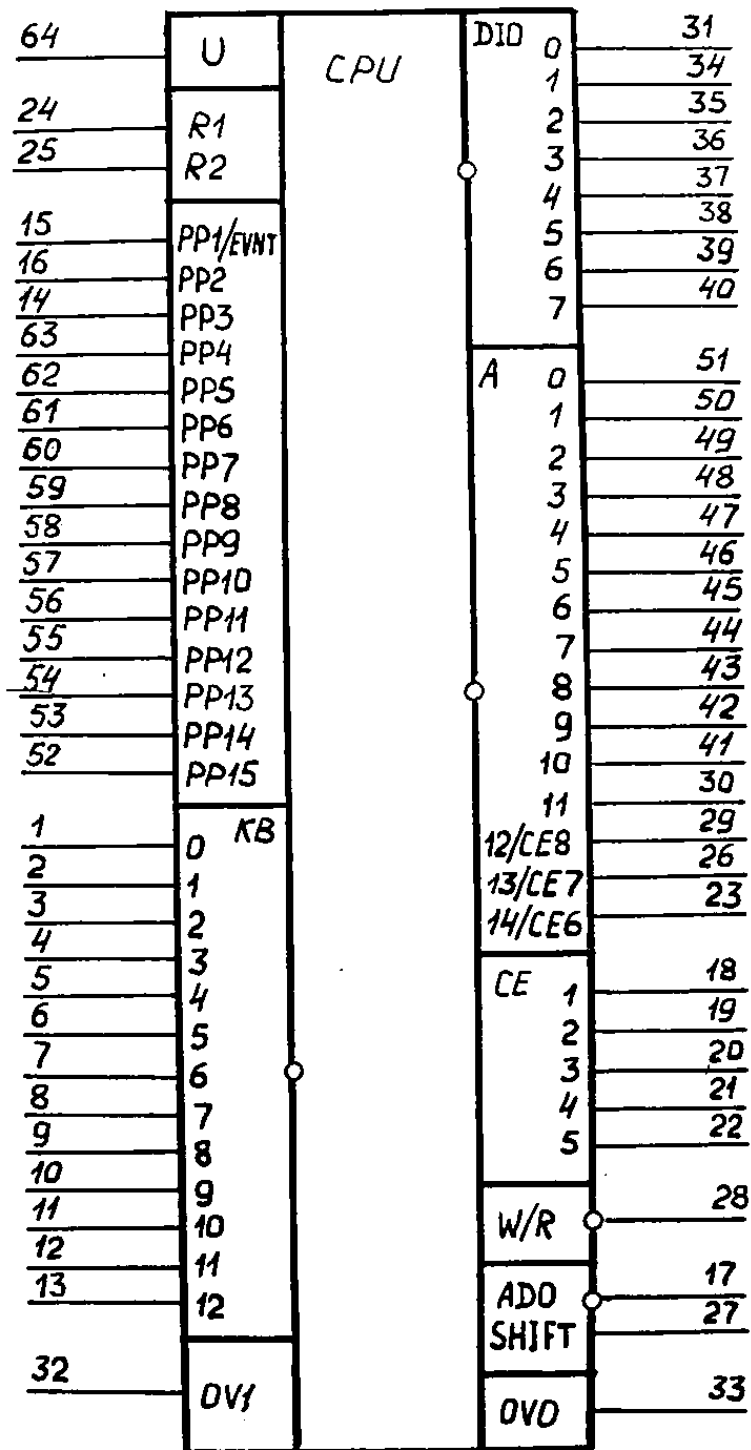 CPU
64 U
24 R1
25 R2
15 PP1/EVNT
16 PP2
14 PP3
63 PP4
62 PP5
61 PP6
60 PP7
59 PP8
58 PP9
57 PP10
56 PP11
55 PP12
54 PP13
53 PP14
52 PP15
KB
1 0
2 1
3 2
4 3
5 4
6 5
7 6
8 7
9 8
10 9
11 10
12 11
13 12
32 0V1
DIO 0 31
1 34
2 35
3 36
4 37
5 38
6 39
7 40
A 0 51
1 50
2 49
3 48
4 47
5 46
6 45
7 44
8 43
9 42
10 41
11 30
12/CE8 29
13/CE7 26
14/CE6 23
CE 1 18
2 19
3 20
4 21
5 22
W/R 28
ADO 17
SHIFT 27
0V0 33